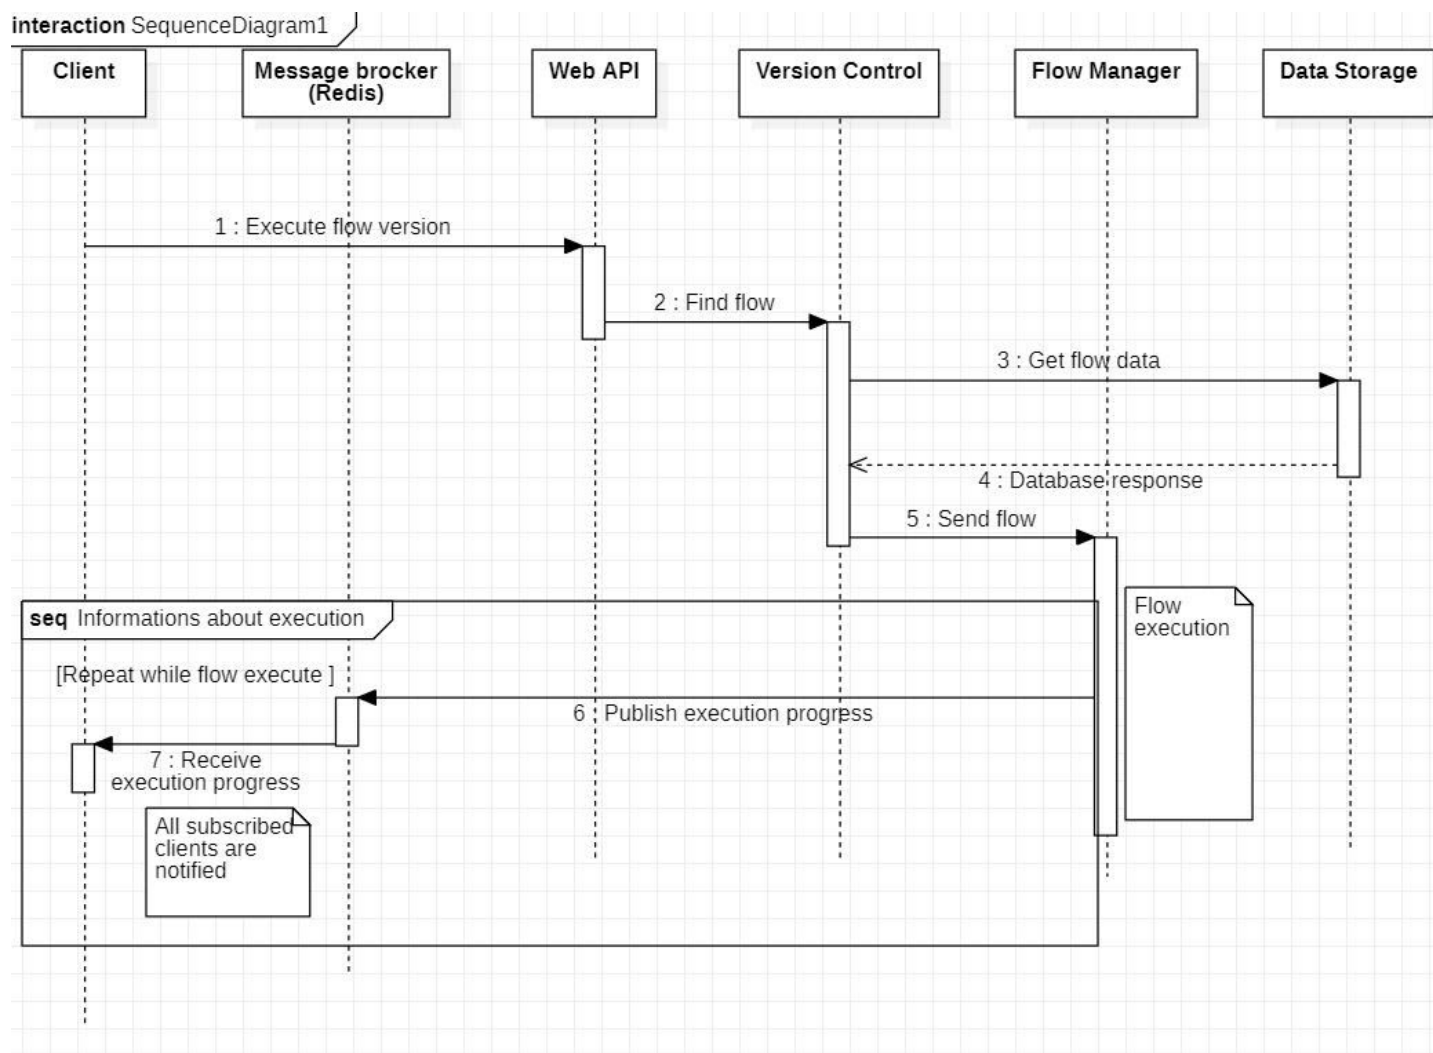 interaction SequenceDiagram1
Client
Message brocker
(Redis)
Web API
Version Control
Flow Manager
Data Storage
1 : Execute flow version
2 : Find flow
3 : Get flow data
4 : Database response
5 : Send flow
Flow
execution
seq Informations about execution
[Repeat while flow execute ]
6 : Publish execution progress
7 : Receive
execution progress
All subscribed
clients are
notified